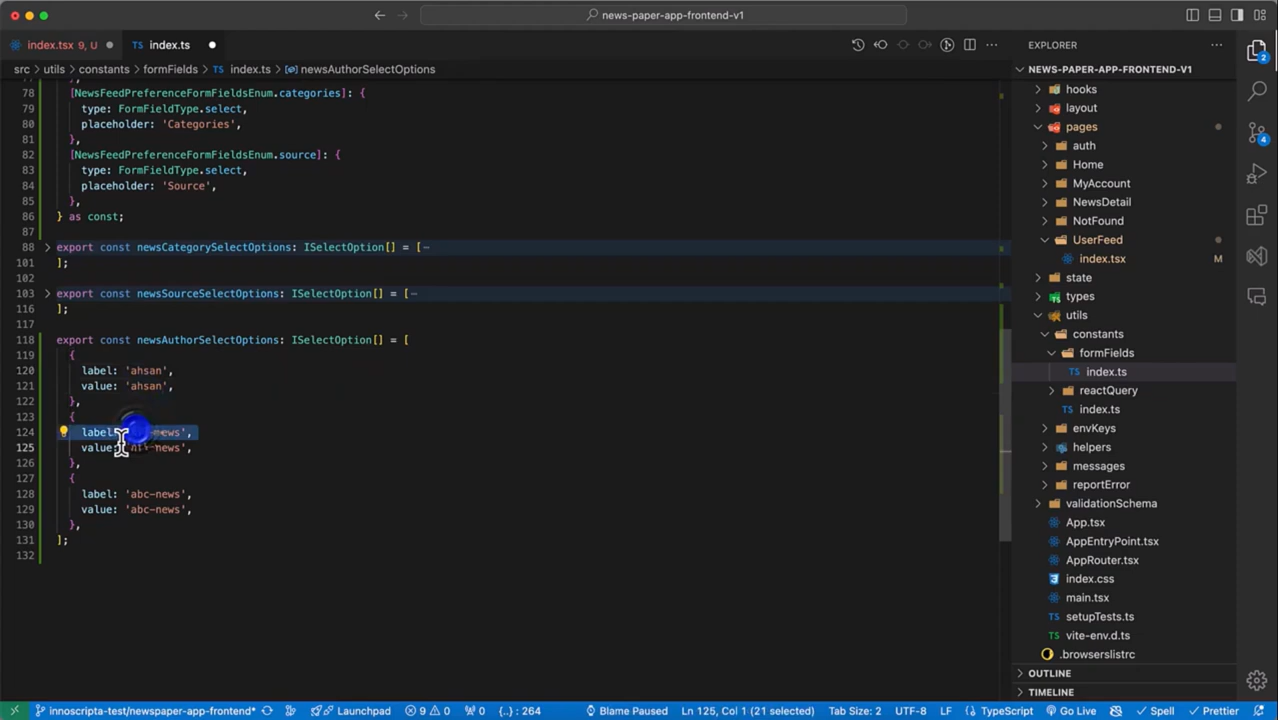 news-paper-app-frontend-v1
index.tsx 9, U
index.ts
EXPLORER
src > utils > constants > formFields > index.ts > newsAuthorSelectOptions
NEWS-PAPER-APP-FRONTEND-V1
78 [NewsFeedPreferenceFormFieldsEnum.categories]: {
79 type: FormFieldType.select,
80 placeholder: 'Categories',
81 },
82 [NewsFeedPreferenceFormFieldsEnum.source]: {
83 type: FormFieldType.select,
84 placeholder: 'Source',
85 },
86 } as const;
87
88 export const newsCategorySelectOptions: ISelectOption[] = [
101 ];
102
103 export const newsSourceSelectOptions: ISelectOption[] = [
116 ];
117
118 export const newsAuthorSelectOptions: ISelectOption[] = [
119 {
120 label: 'ahsan',
121 value: 'ahsan',
122 },
123 {
124 label: news',
125 value: news',
126 },
127 {
128 label: 'abc-news',
129 value: 'abc-news',
130 },
131 ];
132
hooks
layout
pages
auth
Home
MyAccount
NewsDetail
NotFound
UserFeed
index.tsx M
state
types
utils
constants
formFields
index.ts
reactQuery
index.ts
envKeys
helpers
messages
reportError
validationSchema
App.tsx
AppEntryPoint.tsx
AppRouter.tsx
index.css
main.tsx
setupTests.ts
vite-env.d.ts
.browserslistrc
OUTLINE
TIMELINE
2
4
innoscripta-test/newspaper-app-frontend*
Launchpad
9 0
0
{..} : 264
Blame Paused
Ln 125, Col 1 (21 selected)
Tab Size: 2
UTF-8
LF
TypeScript
Go Live
Spell
Prettier